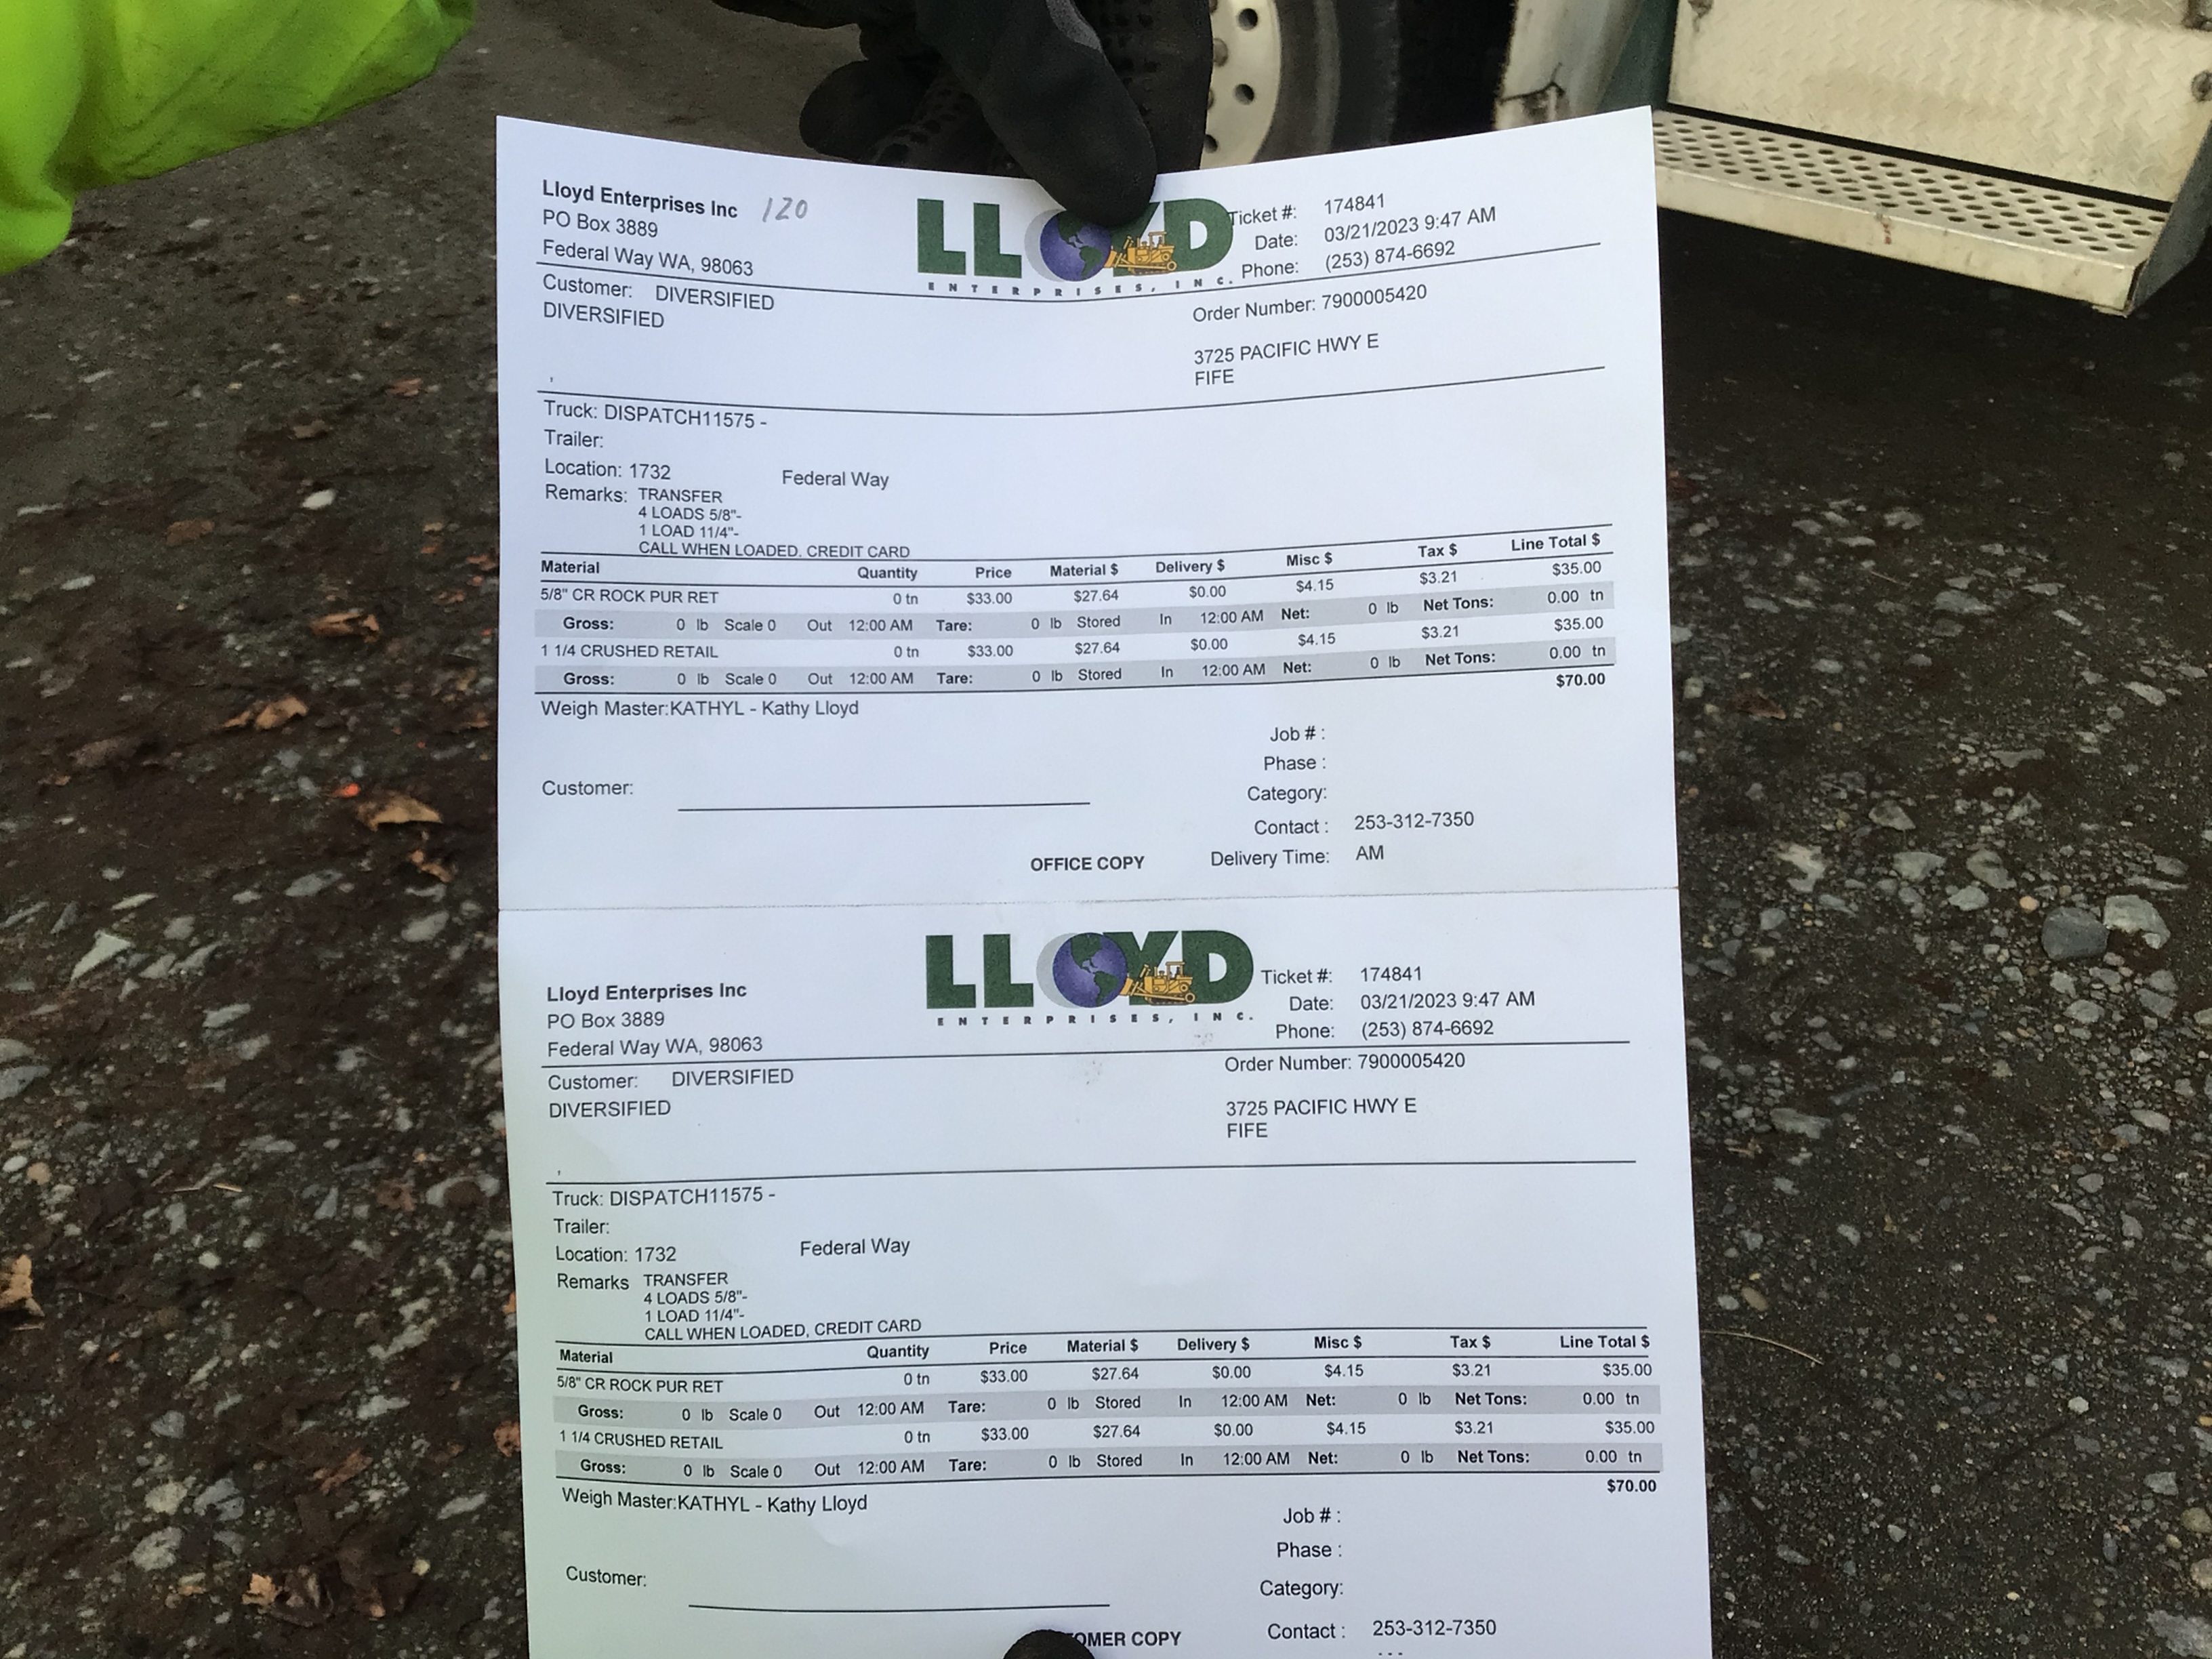 Lloyd Enterprises Inc 120
PO Box 3889
Federal Way WA, 98063
LLOYD
ENTERPRISES, INC.
Ticket #: 174841
Date: 03/21/2023 9:47 AM
Phone: (253) 874-6692
Customer: DIVERSIFIED
DIVERSIFIED
,
Order Number: 7900005420
3725 PACIFIC HWY E
FIFE
Truck: DISPATCH11575 -
Trailer:
Location: 1732 Federal Way
Remarks: TRANSFER
4 LOADS 5/8"-
1 LOAD 11/4"-
CALL WHEN LOADED, CREDIT CARD
Material Quantity Price Material $ Delivery $ Misc $ Tax $ Line Total $
5/8" CR ROCK PUR RET 0 tn $33.00 $27.64 $0.00 $4.15 $3.21 $35.00
Gross: 0 lb Scale 0 Out 12:00 AM Tare: 0 lb Stored In 12:00 AM Net: 0 lb Net Tons: 0.00 tn
1 1/4 CRUSHED RETAIL 0 tn $33.00 $27.64 $0.00 $4.15 $3.21 $35.00
Gross: 0 lb Scale 0 Out 12:00 AM Tare: 0 lb Stored In 12:00 AM Net: 0 lb Net Tons: 0.00 tn
$70.00
Weigh Master:KATHYL - Kathy Lloyd
Job # :
Phase :
Customer:
Category:
Contact : 253-312-7350
OFFICE COPY
Delivery Time: AM
Lloyd Enterprises Inc
PO Box 3889
Federal Way WA, 98063
LLOYD
ENTERPRISES, INC.
Ticket #: 174841
Date: 03/21/2023 9:47 AM
Phone: (253) 874-6692
Customer: DIVERSIFIED
DIVERSIFIED
,
Order Number: 7900005420
3725 PACIFIC HWY E
FIFE
Truck: DISPATCH11575 -
Trailer:
Location: 1732 Federal Way
Remarks TRANSFER
4 LOADS 5/8"-
1 LOAD 11/4"-
CALL WHEN LOADED, CREDIT CARD
Material Quantity Price Material $ Delivery $ Misc $ Tax $ Line Total $
5/8" CR ROCK PUR RET 0 tn $33.00 $27.64 $0.00 $4.15 $3.21 $35.00
Gross: 0 lb Scale 0 Out 12:00 AM Tare: 0 lb Stored In 12:00 AM Net: 0 lb Net Tons: 0.00 tn
1 1/4 CRUSHED RETAIL 0 tn $33.00 $27.64 $0.00 $4.15 $3.21 $35.00
Gross: 0 lb Scale 0 Out 12:00 AM Tare: 0 lb Stored In 12:00 AM Net: 0 lb Net Tons: 0.00 tn
$70.00
Weigh Master:KATHYL - Kathy Lloyd
Job # :
Phase :
Customer:
Category:
Contact : 253-312-7350
OMER COPY